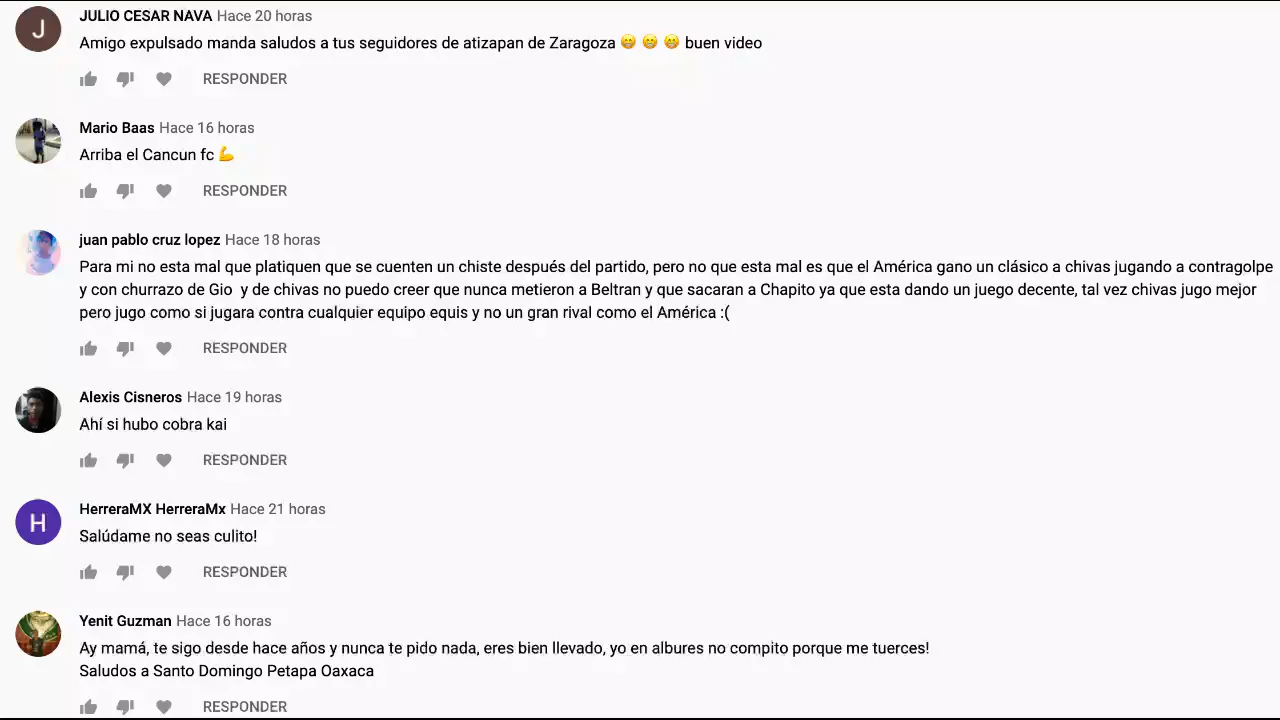 J
JULIO CESAR NAVA Hace 20 horas
Amigo expulsado manda saludos a tus seguidores de atizapan de Zaragoza 😁 😁 😁 buen video
RESPONDER
Mario Baas Hace 16 horas
Arriba el Cancun fc 💪
RESPONDER
juan pablo cruz lopez Hace 18 horas
Para mi no esta mal que platiquen que se cuenten un chiste después del partido, pero no que esta mal es que el América gano un clásico a chivas jugando a contragolpe
y con churrazo de Gio  y de chivas no puedo creer que nunca metieron a Beltran y que sacaran a Chapito ya que esta dando un juego decente, tal vez chivas jugo mejor
pero jugo como si jugara contra cualquier equipo equis y no un gran rival como el América :(
RESPONDER
Alexis Cisneros Hace 19 horas
Ahí si hubo cobra kai
RESPONDER
H
HerreraMX HerreraMx Hace 21 horas
Salúdame no seas culito!
RESPONDER
Yenit Guzman Hace 16 horas
Ay mamá, te sigo desde hace años y nunca te pido nada, eres bien llevado, yo en albures no compito porque me tuerces!
Saludos a Santo Domingo Petapa Oaxaca
RESPONDER